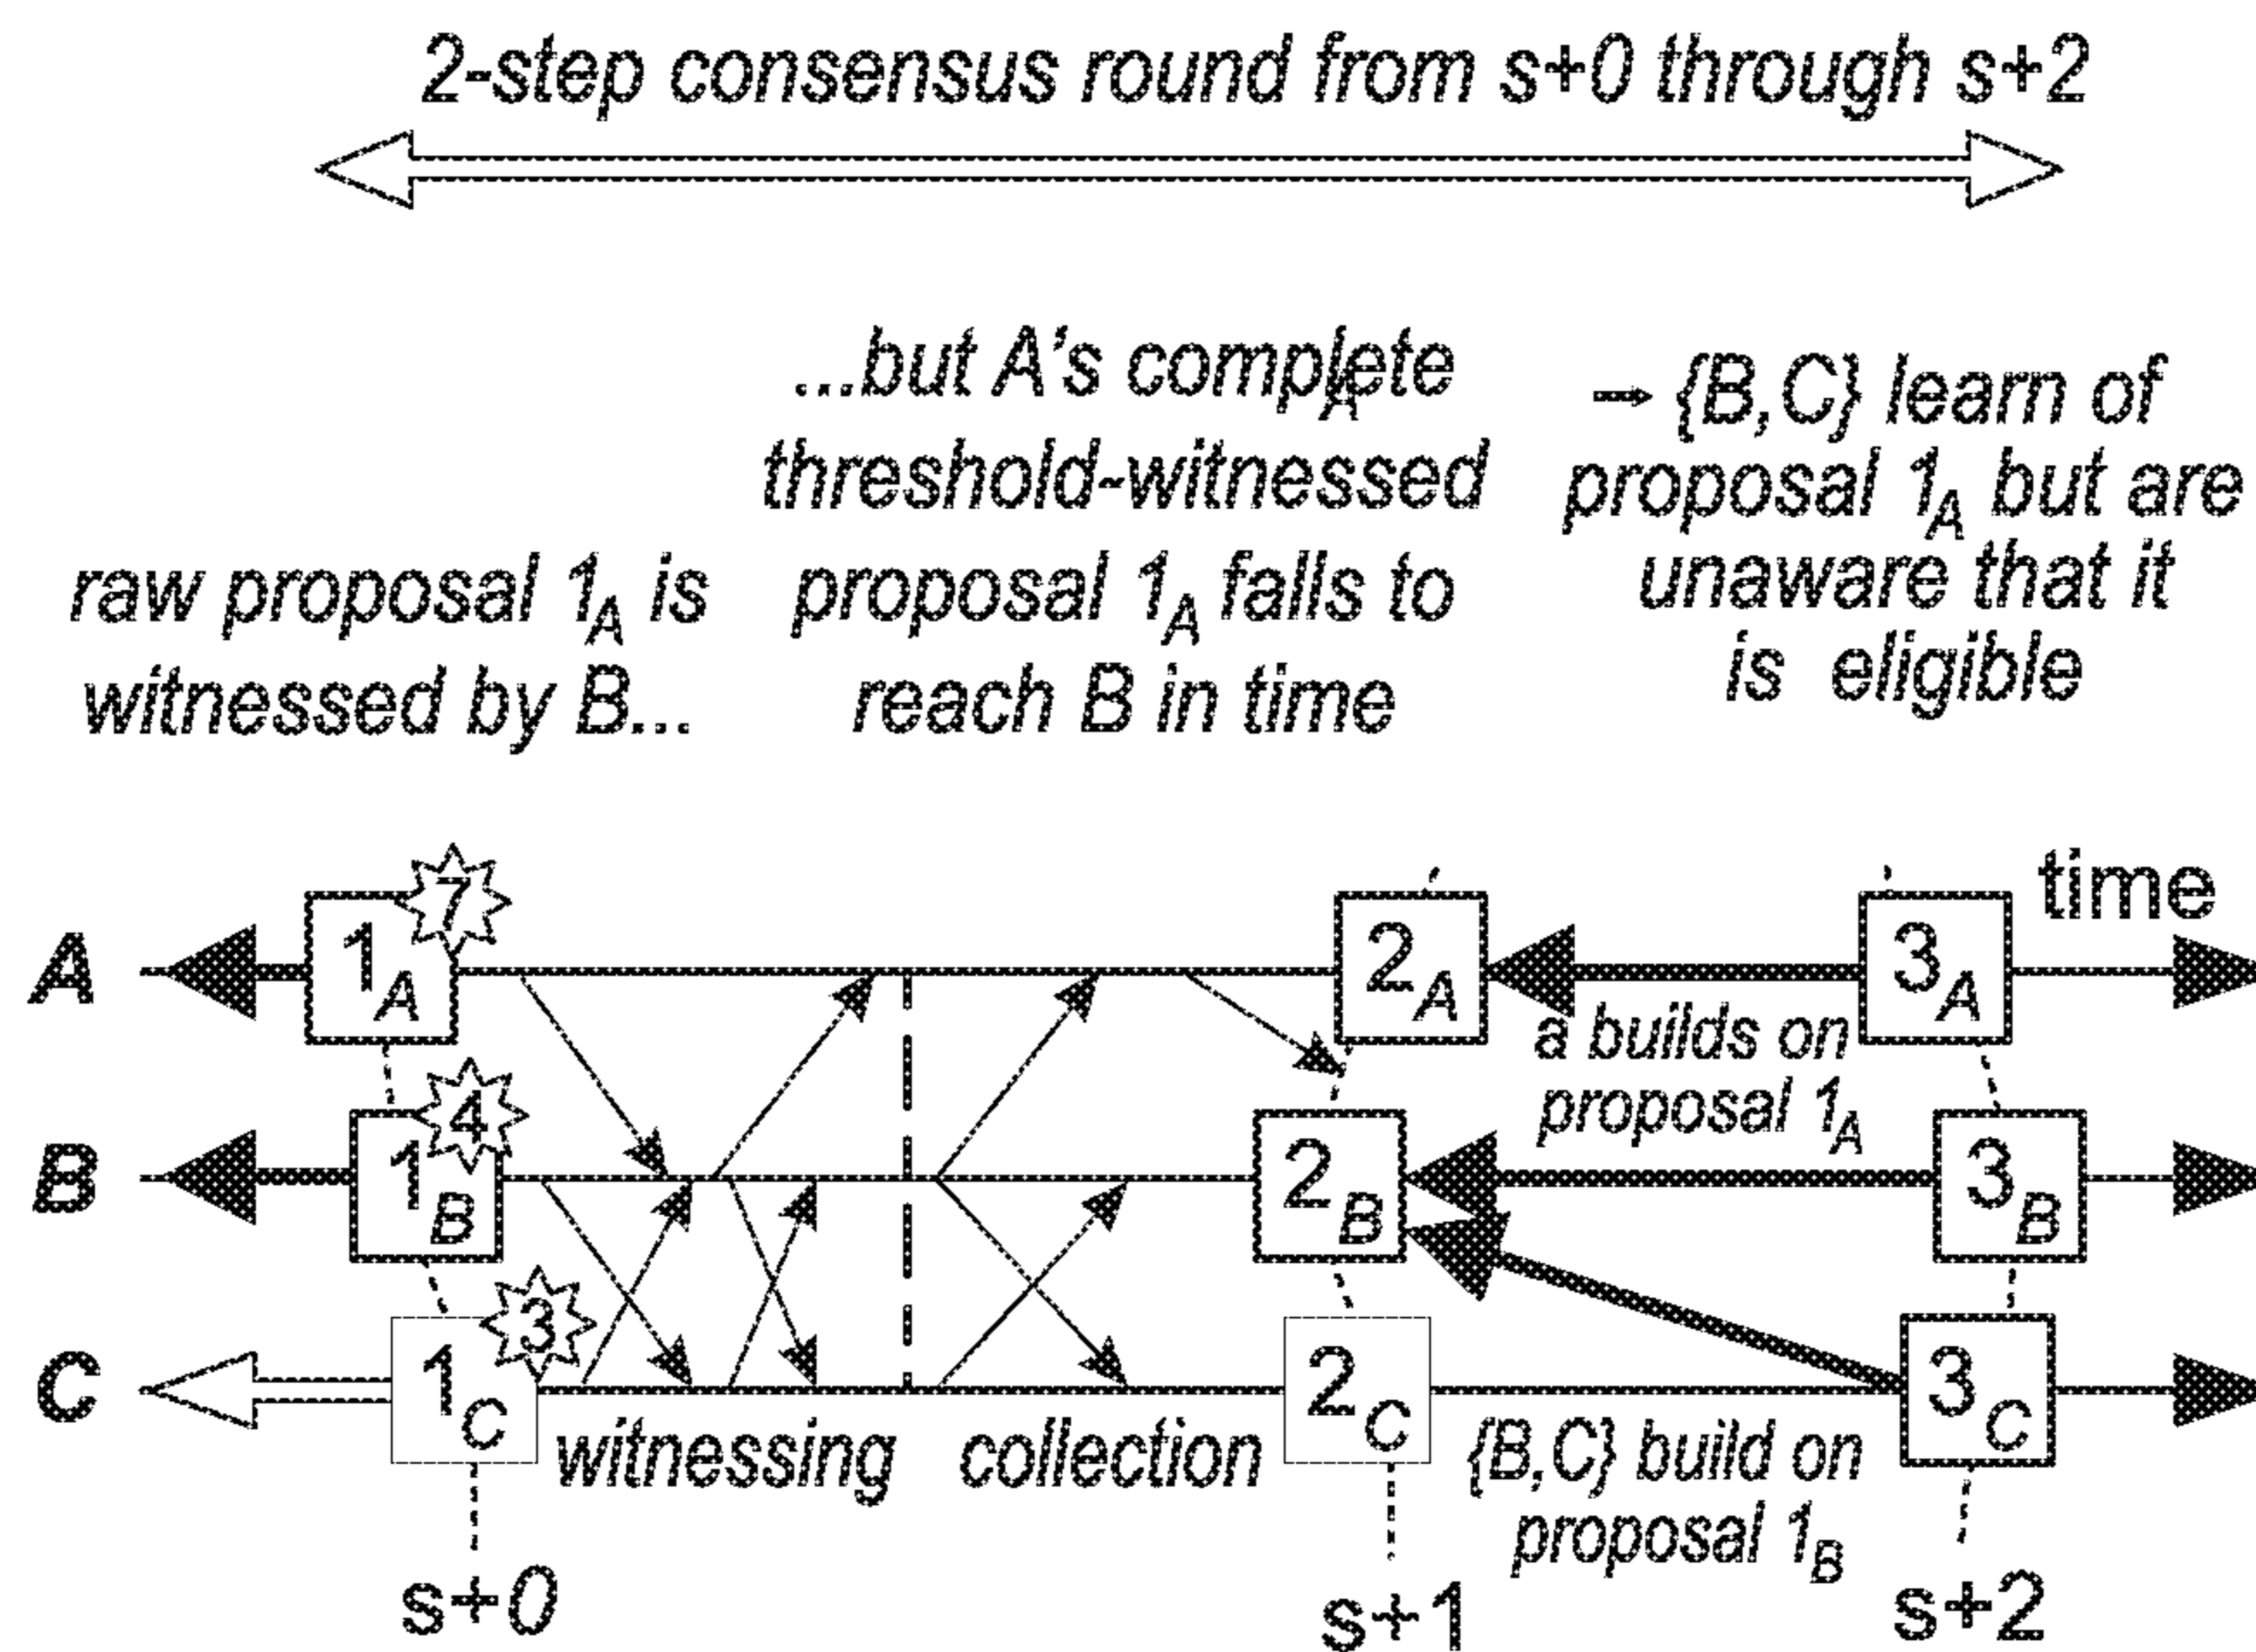 2-step consensus round from s+0 through s+2
...but A's complete
A
threshold-witnessed
proposal 1A falls to
reach B in time
→ {B,C} learn of
proposal 1A but are
unaware that it
is eligible
raw proposal 1A is
witnessed by B...
time
A
1A
7
2A
3A
a builds on
proposal 1A
B
1B
4
2B
3B
C
1C
3
2C
3C
witnessing
collection
{B,C} build on
proposal 1B
s+0
s+1
s+2